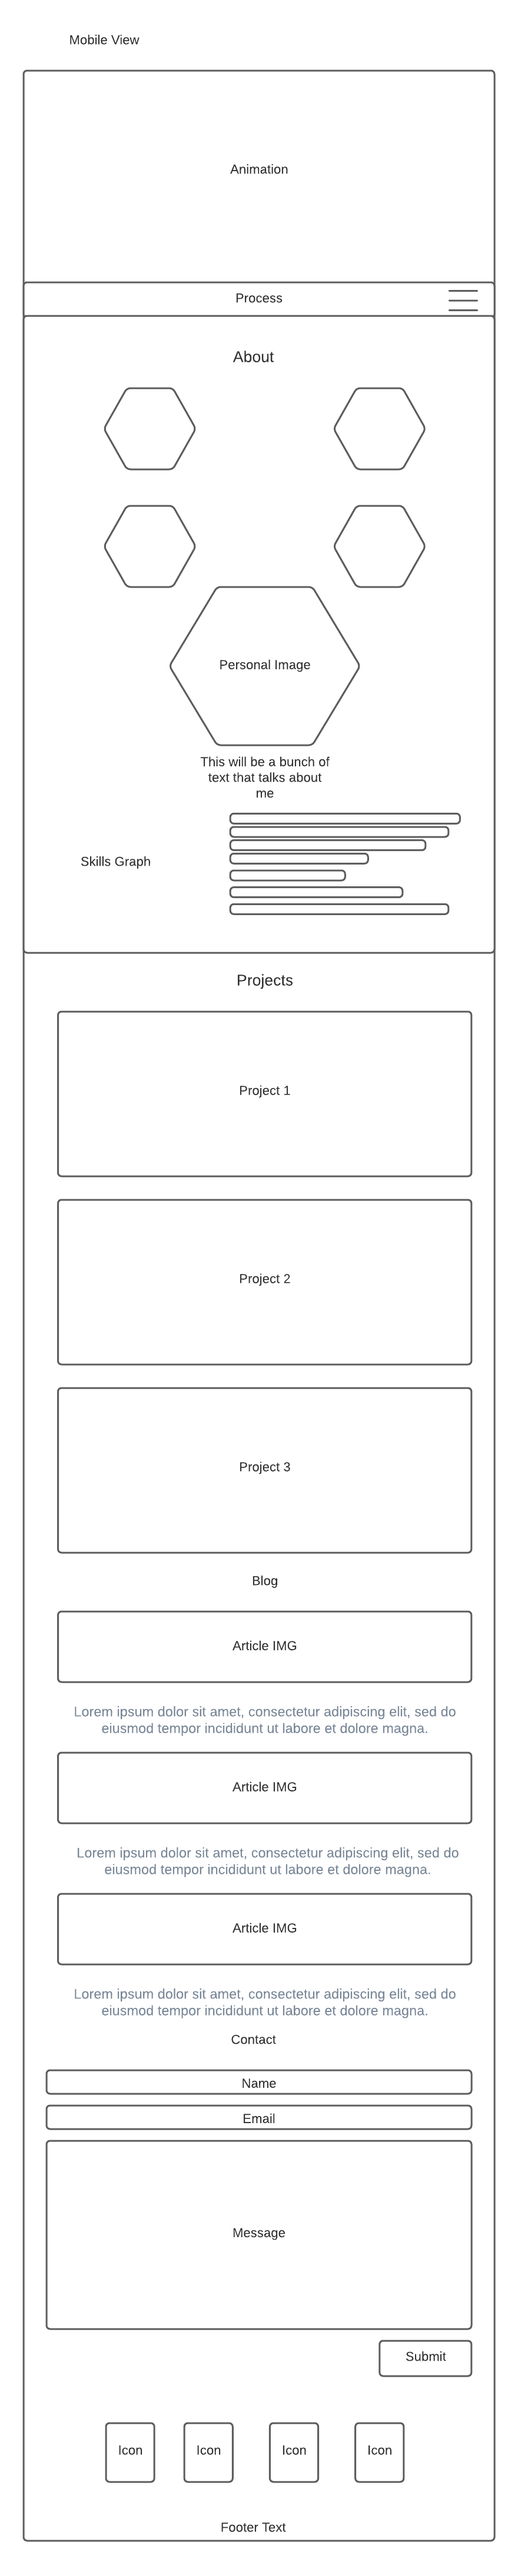 Mobile View
Animation
Process
About
Personal Image
This will be a bunch of
text that talks about
me
Skills Graph
Projects
Project 1
Project 2
Project 3
Blog
Article IMG
Lorem ipsum dolor sit amet, consectetur adipiscing elit, sed do
eiusmod tempor incididunt ut labore et dolore magna.
Article IMG
Lorem ipsum dolor sit amet, consectetur adipiscing elit, sed do
eiusmod tempor incididunt ut labore et dolore magna.
Article IMG
Lorem ipsum dolor sit amet, consectetur adipiscing elit, sed do
eiusmod tempor incididunt ut labore et dolore magna.
Contact
Name
Email
Message
Submit
Icon Icon Icon Icon
Footer Text